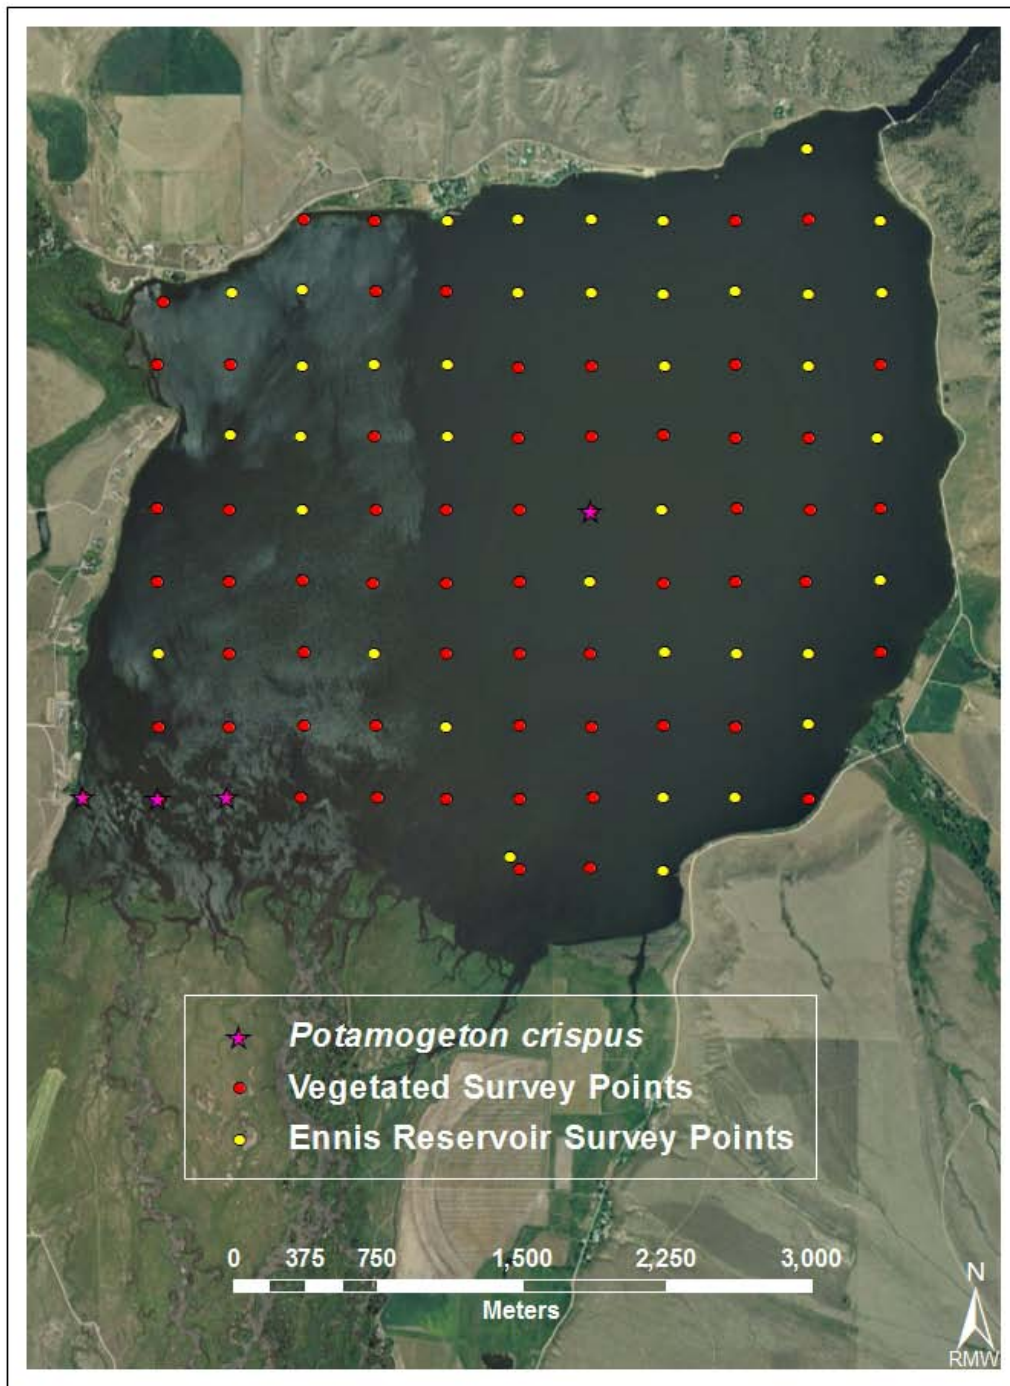 Potamogeton crispus
Vegetated Survey Points
Ennis Reservoir Survey Points
0 375 750 1,500 2,250 3,000
Meters
N
RMW